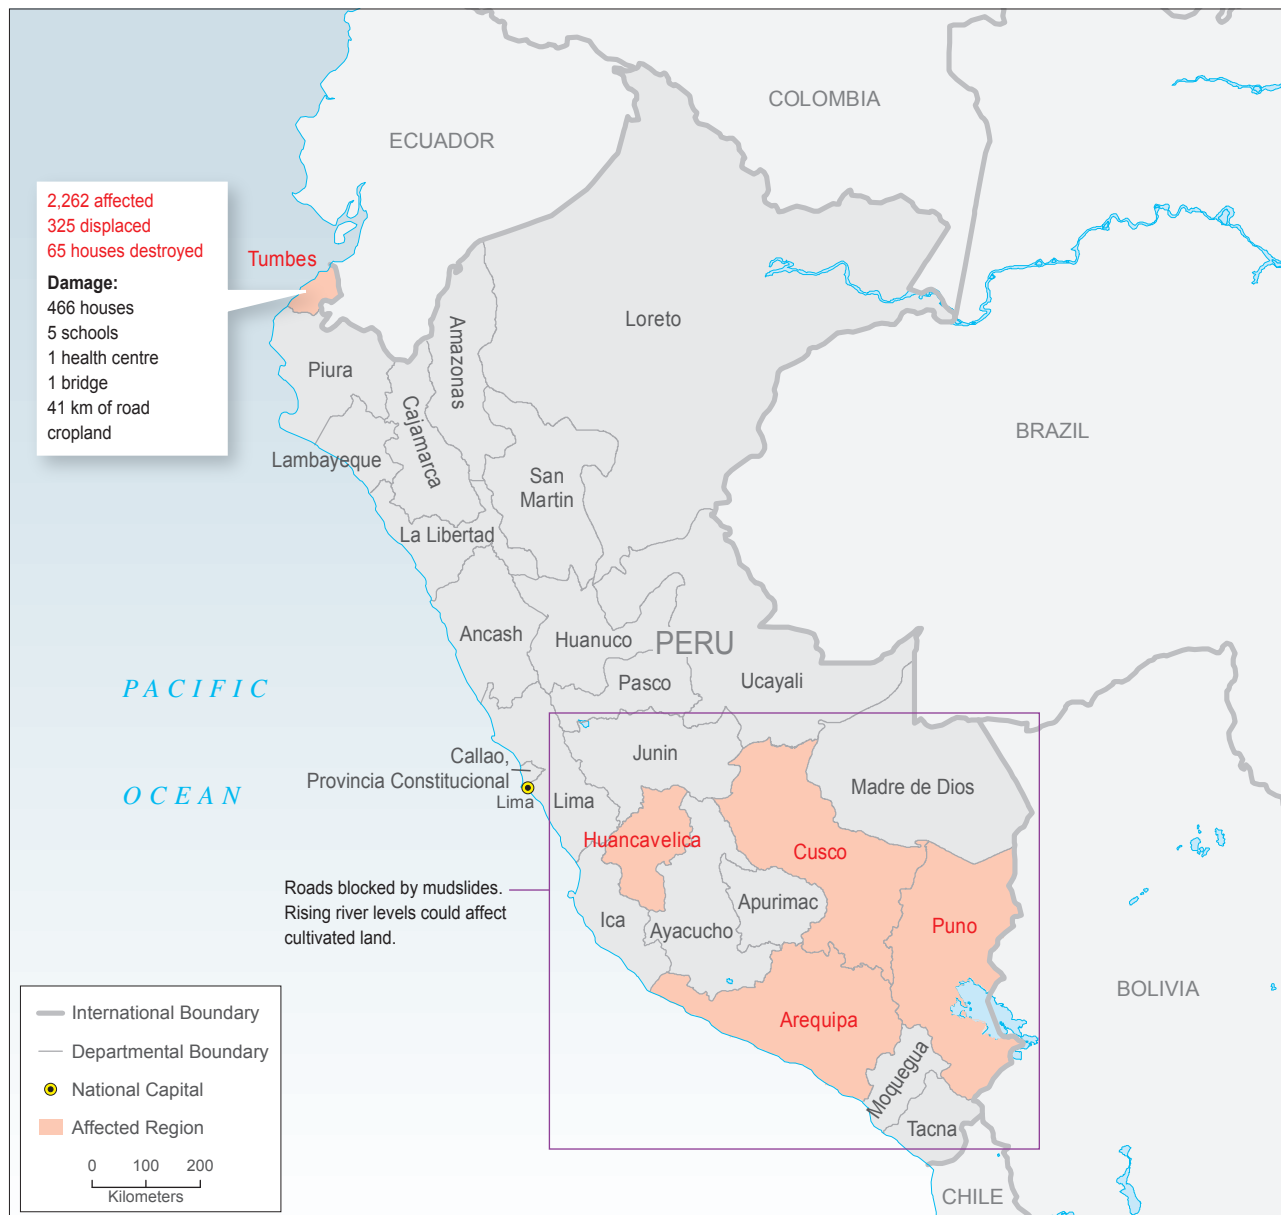 COLOMBIA
ECUADOR
2,262 affected
325 displaced
65 houses destroyed
Damage:
466 houses
5 schools
1 health centre
1 bridge
41 km of road
cropland
Tumbes
Loreto
Amazonas
Piura
Cajamarca
BRAZIL
Lambayeque
San
Martin
La Libertad
Ancash
Huanuco
PERU
Pasco
Ucayali
PACIFIC
OCEAN
Callao,
Provincia Constitucional
Lima
Lima
Junin
Madre de Dios
Huancavelica
Cusco
Roads blocked by mudslides.
Rising river levels could affect
cultivated land.
Ica
Ayacucho
Apurimac
Puno
BOLIVIA
Arequipa
Moquegua
Tacna
CHILE
International Boundary
Departmental Boundary
National Capital
Affected Region
0 100 200
Kilometers